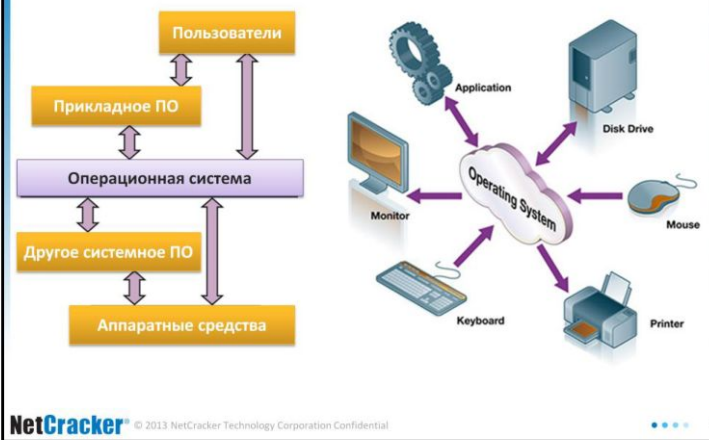 Пользователи
Прикладное ПО
Операционная система
Другое системное ПО
Аппаратные средства
Application
Disk Drive
Operating System
Monitor
Mouse
Keyboard
Printer
NetCracker® © 2013 NetCracker Technology Corporation Confidential